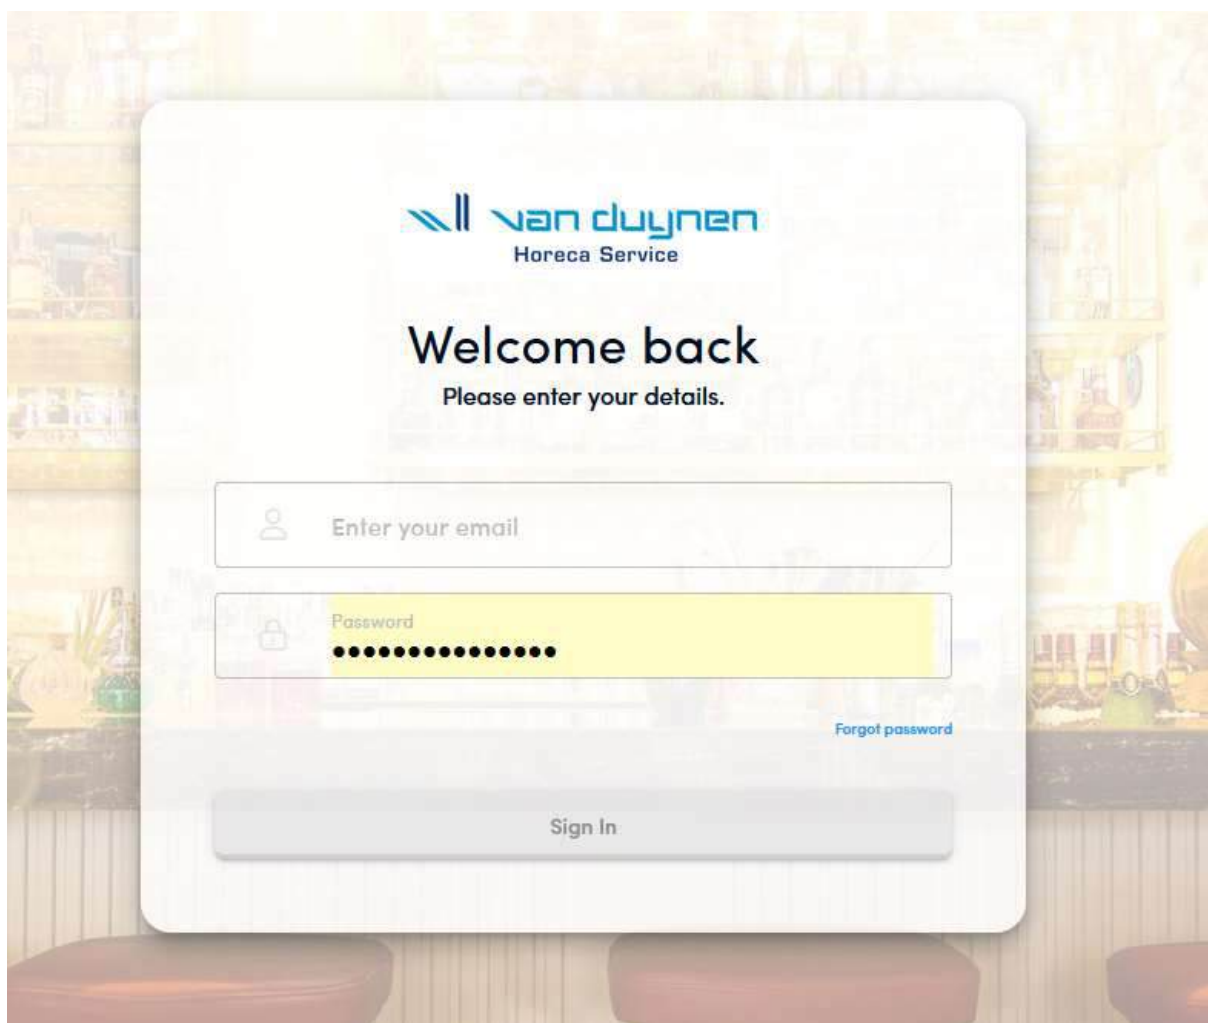 van duynen
Horeca Service
Welcome back
Please enter your details.
Enter your email
Password
•••••••••••••••
Forgot password
Sign In